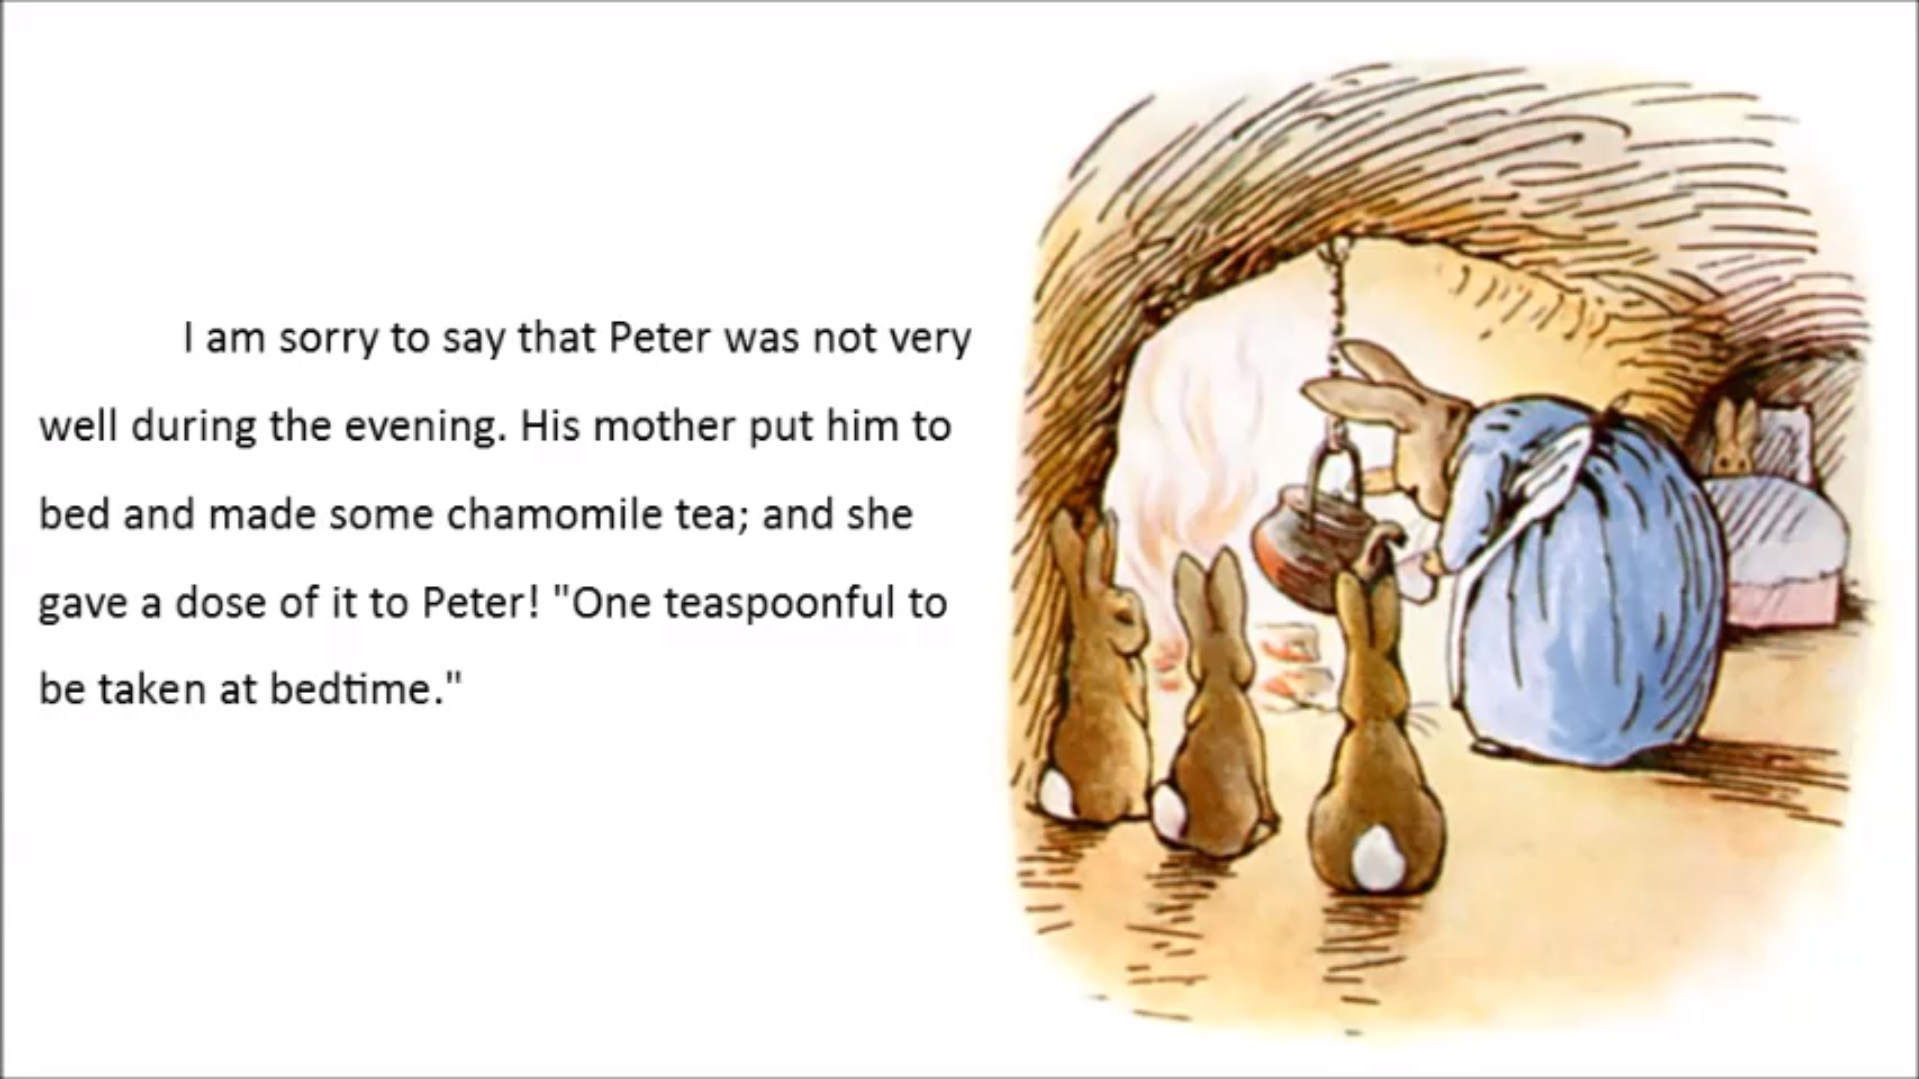 I am sorry to say that Peter was not very
well during the evening. His mother put him to
bed and made some chamomile tea; and she
gave a dose of it to Peter! "One teaspoonful to
be taken at bedtime."